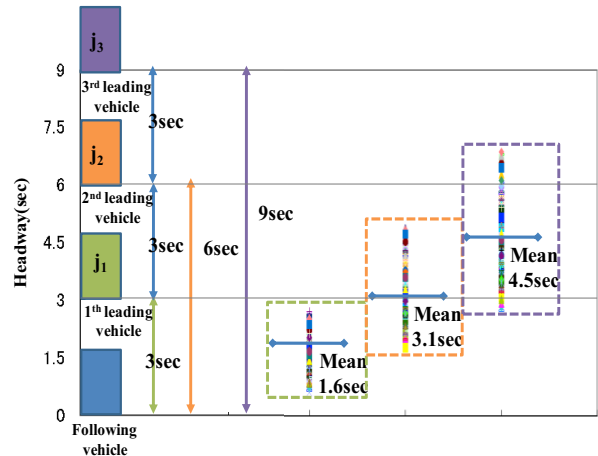 j3
9
3rd leading
vehicle
3sec
7.5
j2
6
2nd leading
vehicle
6sec
9sec
3sec
4.5
j1
3
1th leading
vehicle
3sec
1.5
0
Following
vehicle
Headway(sec)
Mean
1.6sec
Mean
3.1sec
Mean
4.5sec